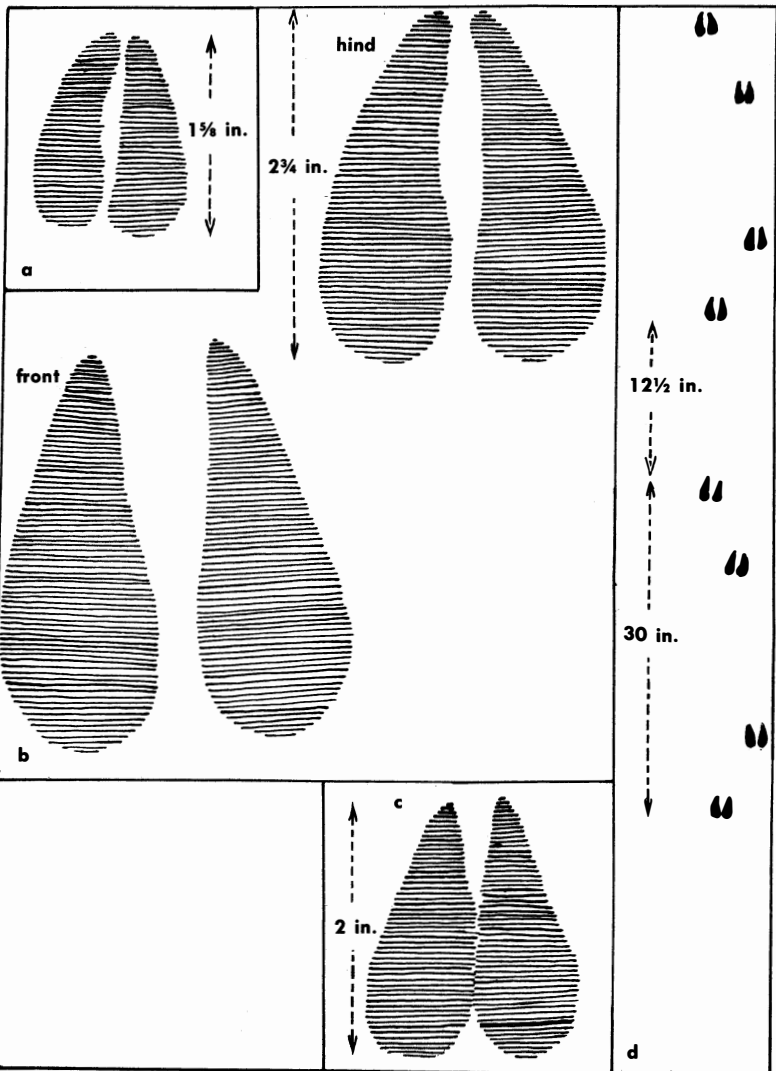 hind
1⅝ in.
2¾ in.
a
front
12½ in.
30 in.
b
c
2 in.
d